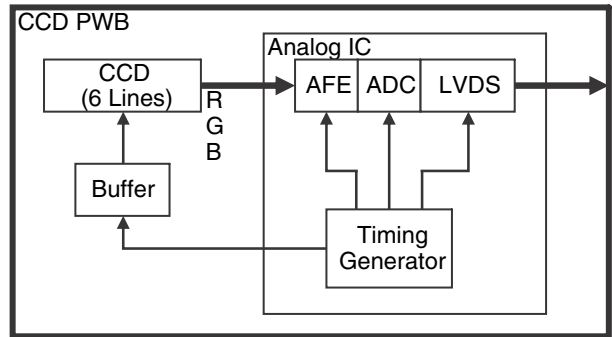 CCD PWB
Analog IC
CCD
(6 Lines)
R
G
B
AFE
ADC
LVDS
Buffer
Timing
Generator